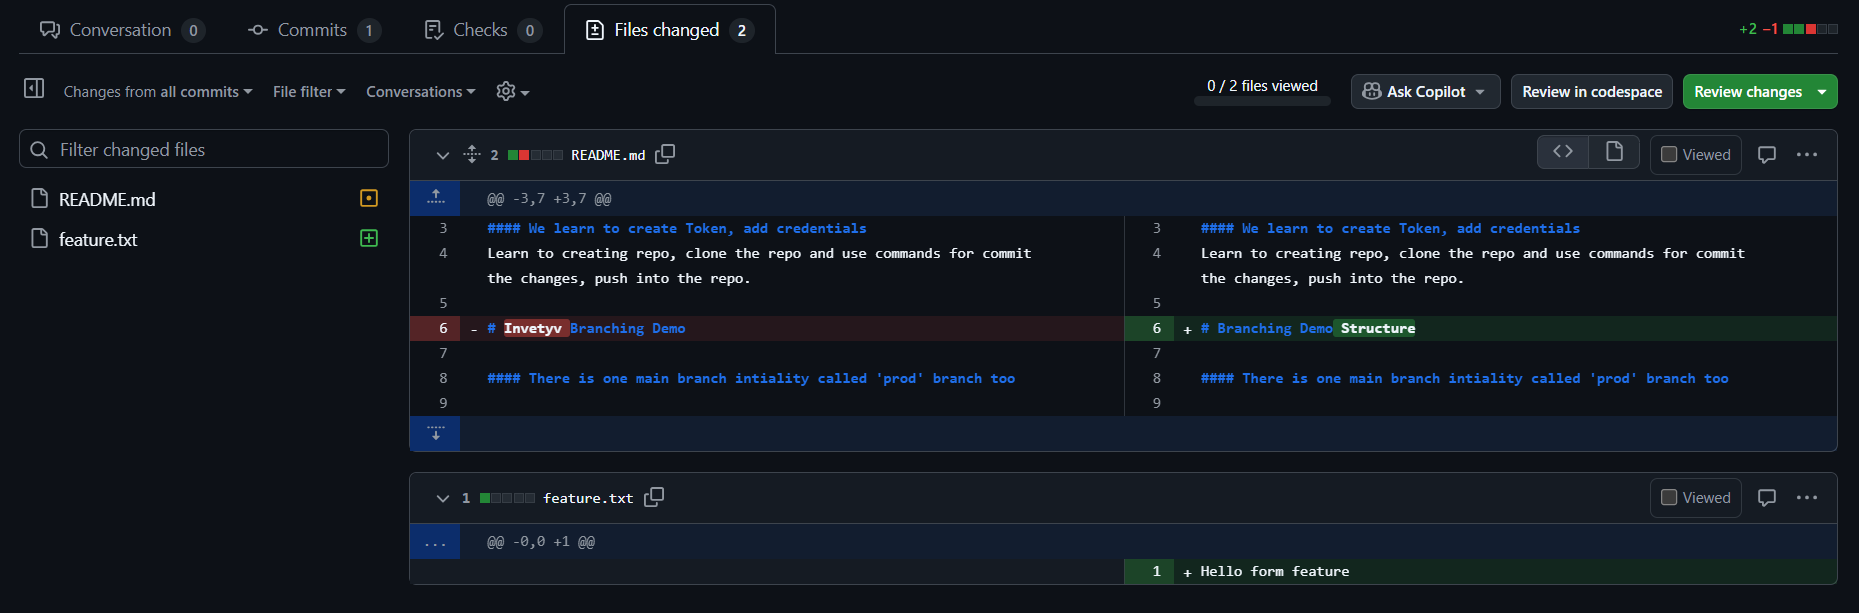 Conversation 0 Commits 1 Checks 0 Files changed 2 +2 −1
Changes from all commits File filter Conversations 0 / 2 files viewed Ask Copilot Review in codespace Review changes
Filter changed files
README.md
feature.txt
2 README.md Viewed
@@ -3,7 +3,7 @@
3 #### We learn to create Token, add credentials 3 #### We learn to create Token, add credentials
4 Learn to creating repo, clone the repo and use commands for commit 4 Learn to creating repo, clone the repo and use commands for commit
the changes, push into the repo. the changes, push into the repo.
5 5
6 - # Invetyv Branching Demo 6 + # Branching Demo Structure
7 7
8 #### There is one main branch intiality called 'prod' branch too 8 #### There is one main branch intiality called 'prod' branch too
9 9
1 feature.txt Viewed
... @@ -0,0 +1 @@
1 + Hello form feature